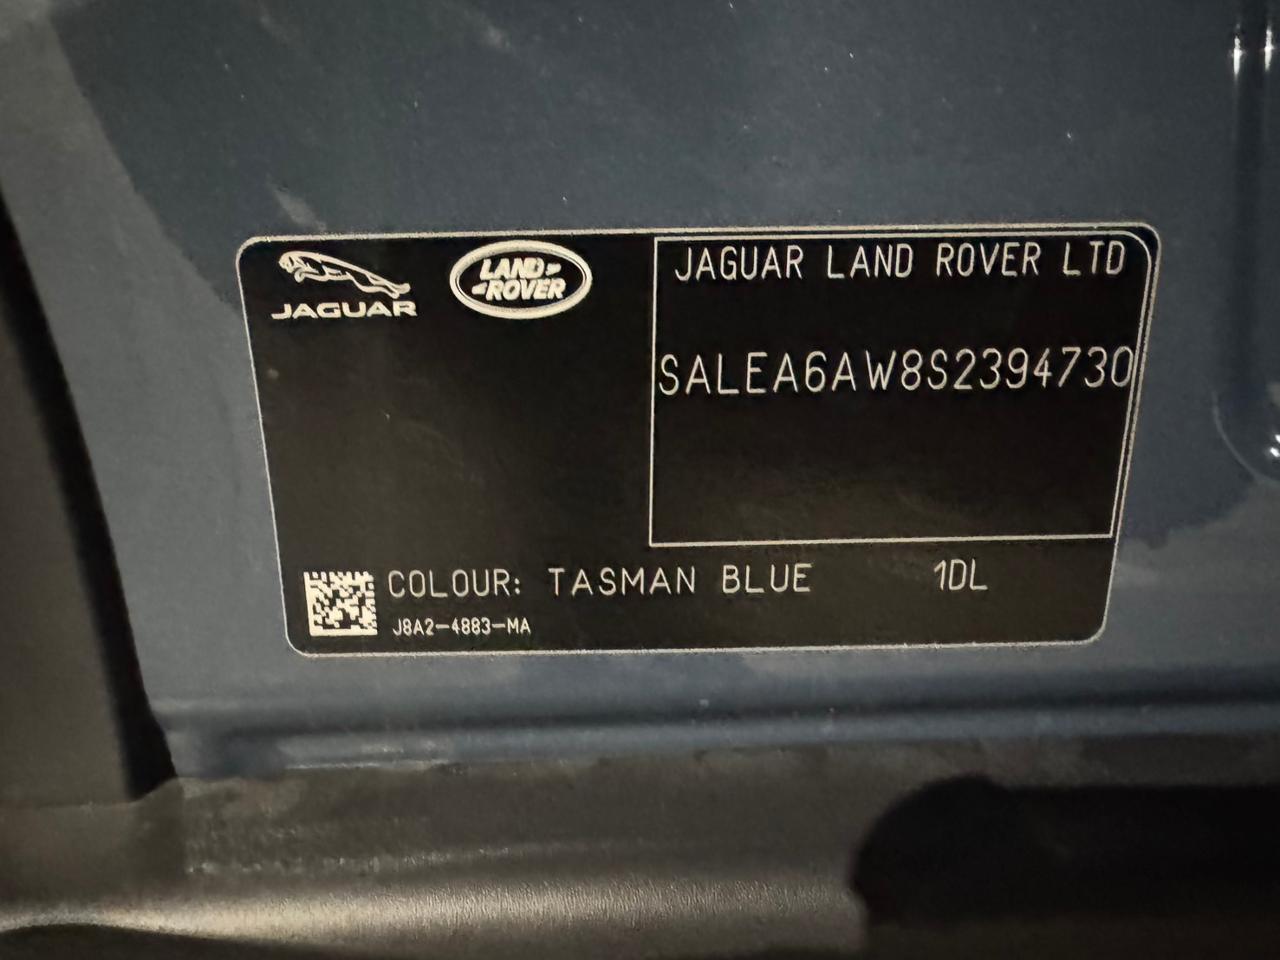 JAGUAR
LAND
ROVER
JAGUAR LAND ROVER LTD
SALEA6AW8S2394730
COLOUR: TASMAN BLUE 1DL
J8A2-4883-MA